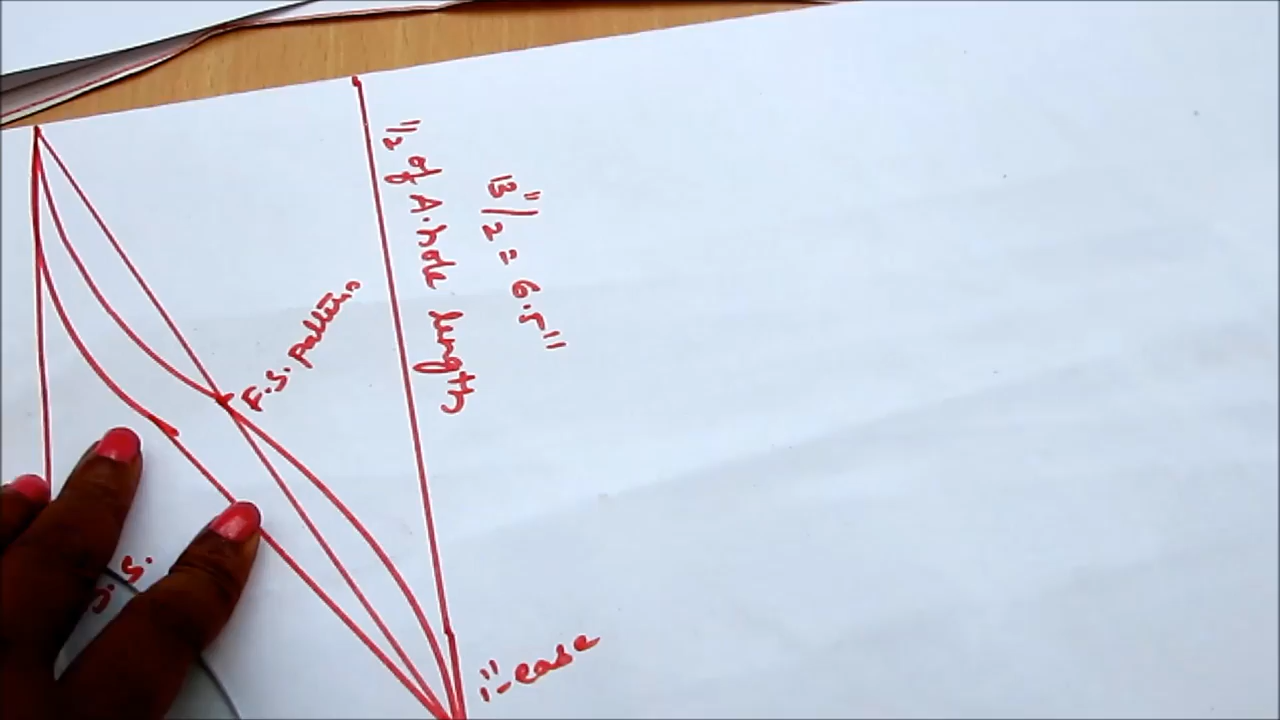 1/2 of A.hole length
13"/2 = 6.5"
F.S. pattern
1"-ease